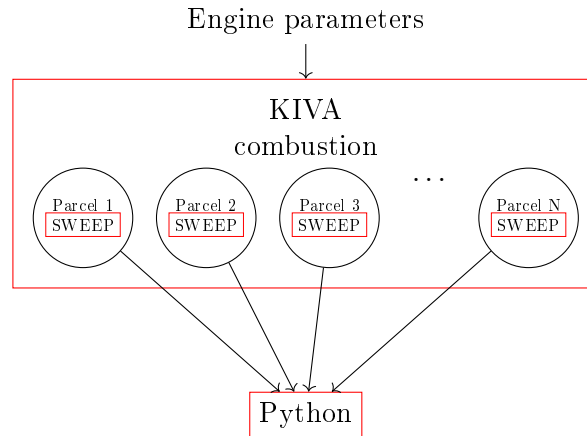 Engine parameters
KIVA
combustion
...
Parcel 1
SWEEP
Parcel 2
SWEEP
Parcel 3
SWEEP
Parcel N
SWEEP
Python